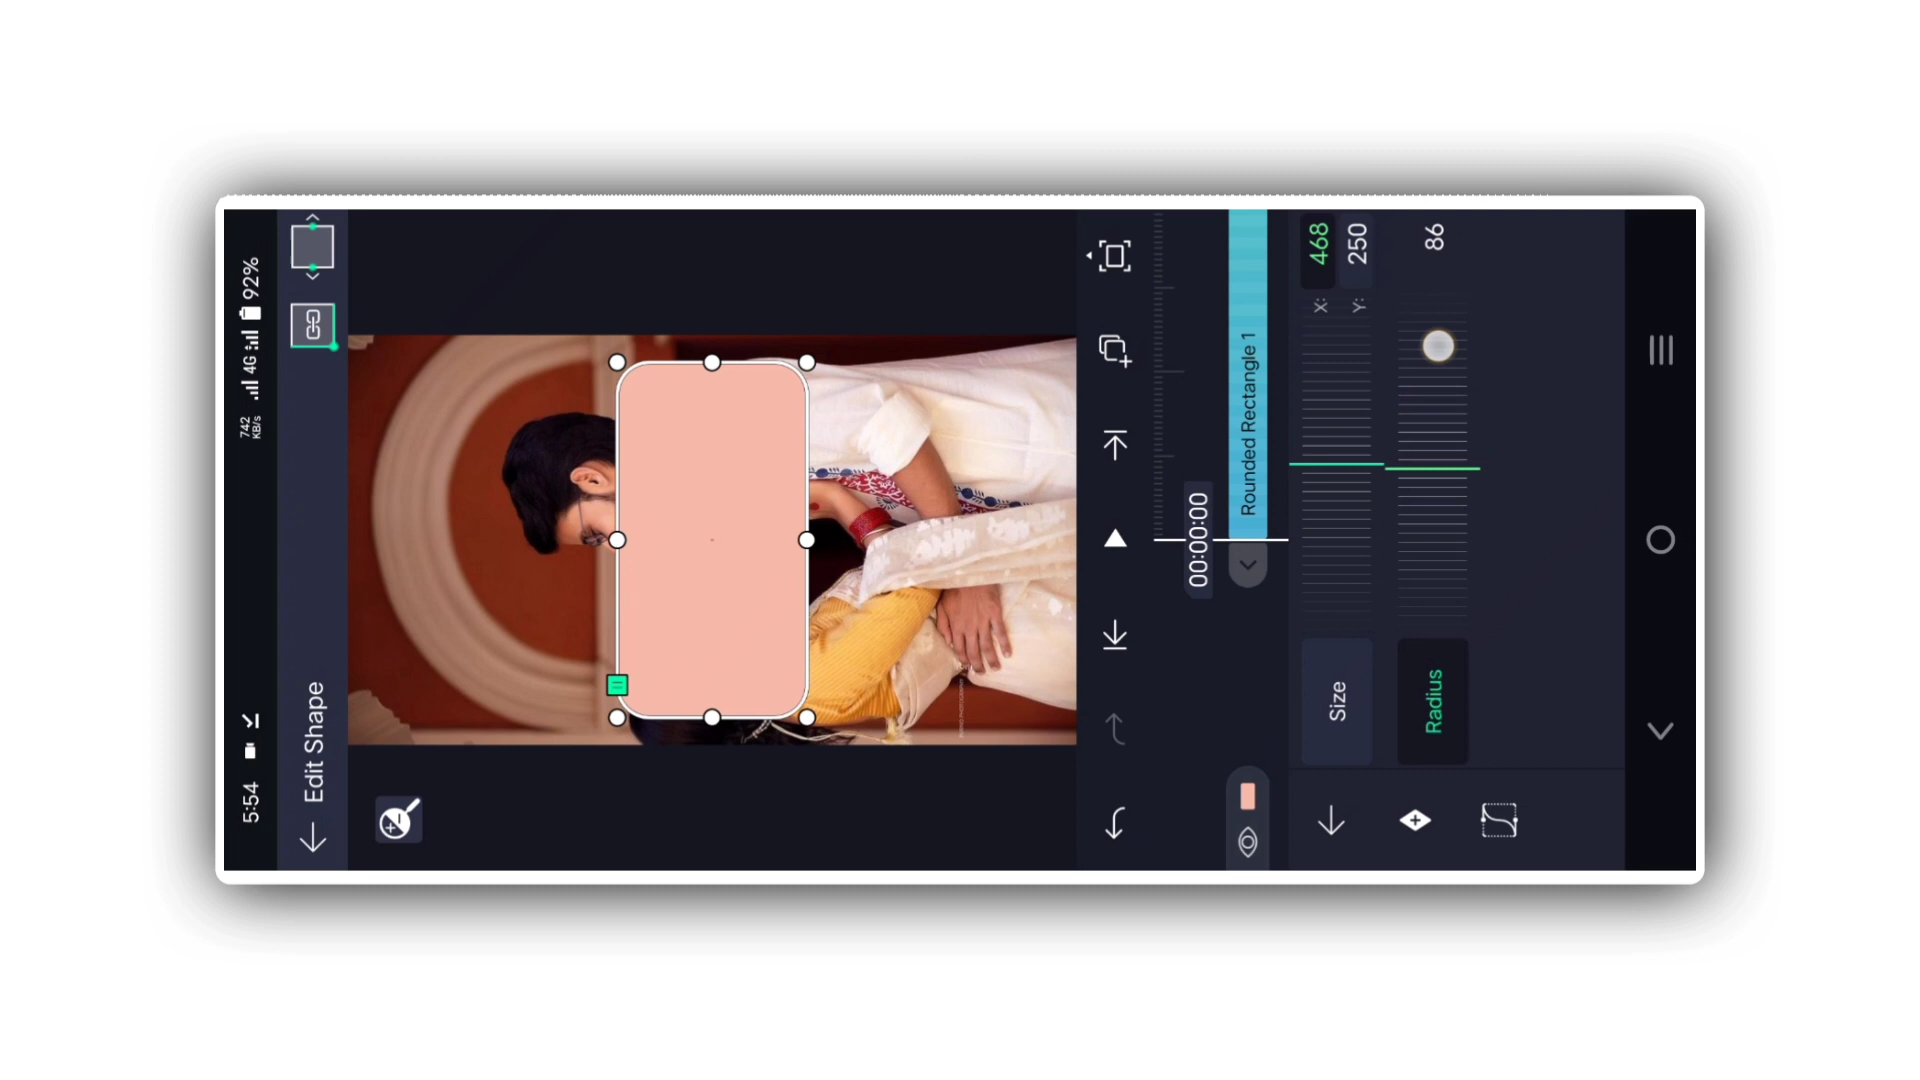 5:54
742 KB/s
4G
92%
Edit Shape
00:00:00
Rounded Rectangle 1
Size
X: 468
Y: 250
Radius
86